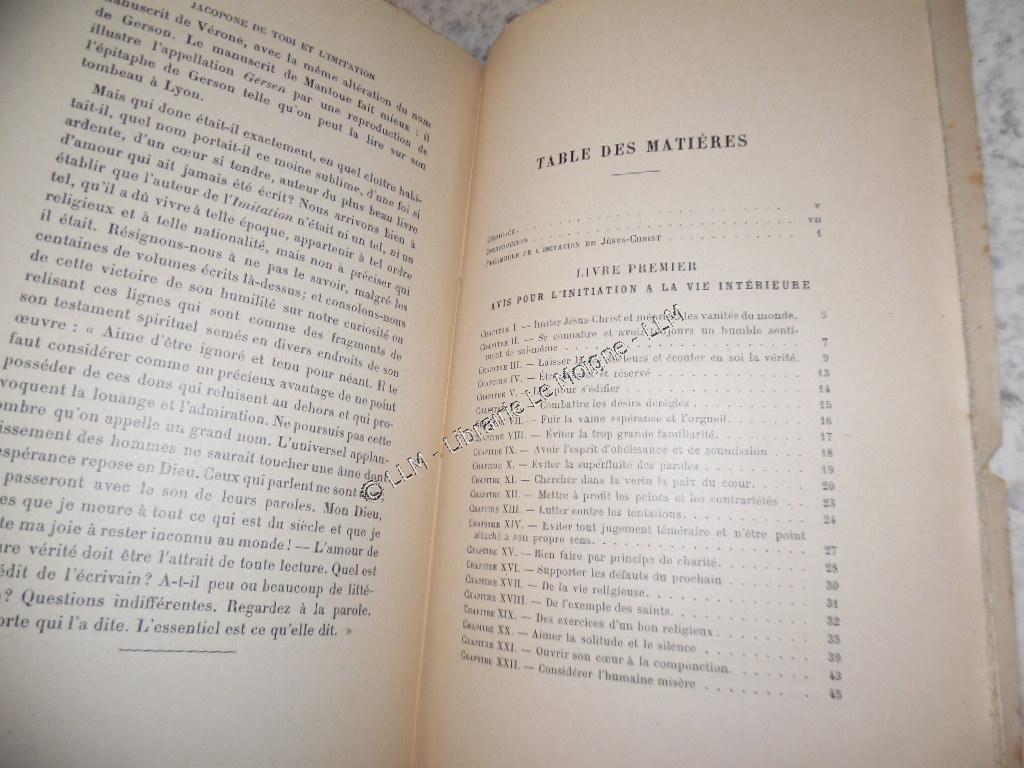 JACOPONE DE TODI ET L'IMITATION
manuscrit de Vérone, avec la même altération du nom
de Gerson. Le manuscrit de Mantoue fait mieux : il
illustre l'appellation Gersen par une reproduction de
l'épitaphe de Gerson telle qu'on peut la lire sur son
tombeau à Lyon.
Mais qui donc était-il exactement, en quel cloître habi-
tait-il, quel nom portait-il ce moine sublime, d'une foi si
ardente, d'un cœur si tendre, auteur du plus beau livre
d'amour qui ait jamais été écrit? Nous arrivons bien à
établir que l'auteur de l'Imitation n'était ni un tel, ni un
tel, qu'il a dû vivre à telle époque, appartenir à tel ordre
religieux et à telle nationalité, mais non à préciser qui
il était. Résignons-nous à ne pas le savoir, malgré les
centaines de volumes écrits là-dessus; et consolons-nous
de cette victoire de son humilité sur notre curiosité en
relisant ces lignes qui sont comme des fragments de
son testament spirituel semés en divers endroits de son
œuvre : « Aime d'être ignoré et tenu pour néant. Il te
faut considérer comme un précieux avantage de ne point
posséder de ces dons qui reluisent au dehors et qui pro-
voquent la louange et l'admiration. Ne poursuis pas cette
ombre qu'on appelle un grand nom. L'universel applau-
issement des hommes ne saurait toucher une âme dont
espérance repose en Dieu. Ceux qui parlent ne sont
passeront avec le son de leurs paroles. Mon Dieu,
es que je meure à tout ce qui est du siècle et que je
te ma joie à rester inconnu au monde! — L'amour de
ure vérité doit être l'attrait de toute lecture. Quel est
édit de l'écrivain? A-t-il peu ou beaucoup de litté-
? Questions indifférentes. Regardez à la parole.
orte qui l'a dite. L'essentiel est ce qu'elle dit. »
TABLE DES MATIÈRES
V
INTRODUCTION VII
PRÉAMBULE DE L'IMITATION DE JÉSUS-CHRIST 1
LIVRE PREMIER
AVIS POUR L'INITIATION A LA VIE INTÉRIEURE
CHAPITRE I. — Imiter Jésus-Christ et mépriser les vanités du monde. 5
CHAPITRE II. — Se connaître et avoir toujours un humble senti-
ment de soi-même 7
CHAPITRE III. — Laisser les docteurs et écouter en soi la vérité. 9
CHAPITRE IV. — Être et réservé 13
CHAPITRE V. — Lire pour s'édifier 14
— Combattre les désirs déréglés 15
VII. — Fuir la vaine espérance et l'orgueil 16
CHAPITRE VIII. — Eviter la trop grande familiarité. 17
CHAPITRE IX. — Avoir l'esprit d'obéissance et de soumission 18
CHAPITRE X. — Eviter la superfluité des paroles 19
CHAPITRE XI. — Chercher dans la vertu la paix du cœur. 20
CHAPITRE XII. — Mettre à profit les peines et les contrariétés 23
CHAPITRE XIII. — Lutter contre les tentations. 24
CHAPITRE XIV. — Eviter tout jugement téméraire et n'être point
attaché à son propre sens. 27
CHAPITRE XV. — Bien faire par principe de charité. 28
CHAPITRE XVI. — Supporter les défauts du prochain 30
CHAPITRE XVII. — De la vie religieuse. 31
CHAPITRE XVIII. — De l'exemple des saints. 32
CHAPITRE XIX. — Des exercices d'un bon religieux. 35
CHAPITRE XX. — Aimer la solitude et le silence 39
CHAPITRE XXI. — Ouvrir son cœur à la componction. 43
CHAPITRE XXII. — Considérer l'humaine misère 45
© LLM - Librairie Le Moigne - LLM